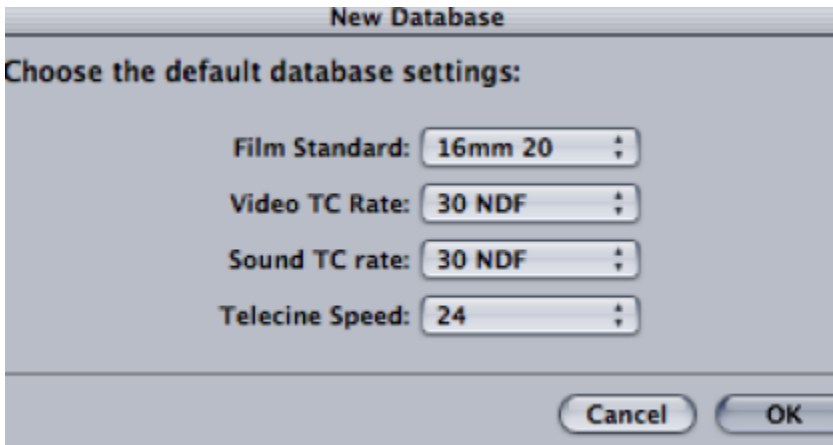 New Database
Choose the default database settings:
Film Standard: 16mm 20
Video TC Rate: 30 NDF
Sound TC rate: 30 NDF
Telecine Speed: 24
Cancel OK